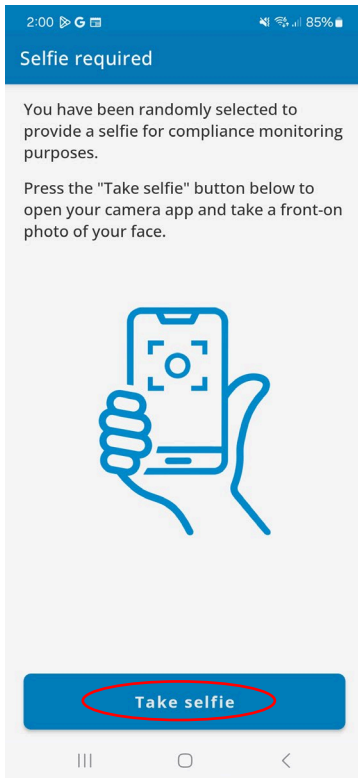 2:00 G 85%
Selfie required
You have been randomly selected to
provide a selfie for compliance monitoring
purposes.
Press the "Take selfie" button below to
open your camera app and take a front-on
photo of your face.
Take selfie